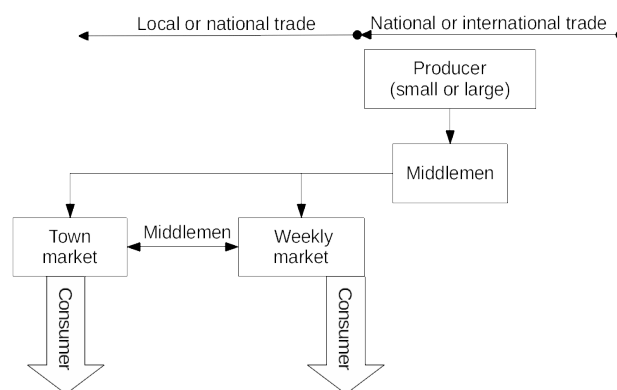 Local or national trade
National or international trade
Producer
(small or large)
Middlemen
Town
market
Middlemen
Weekly
market
Consumer
Consumer